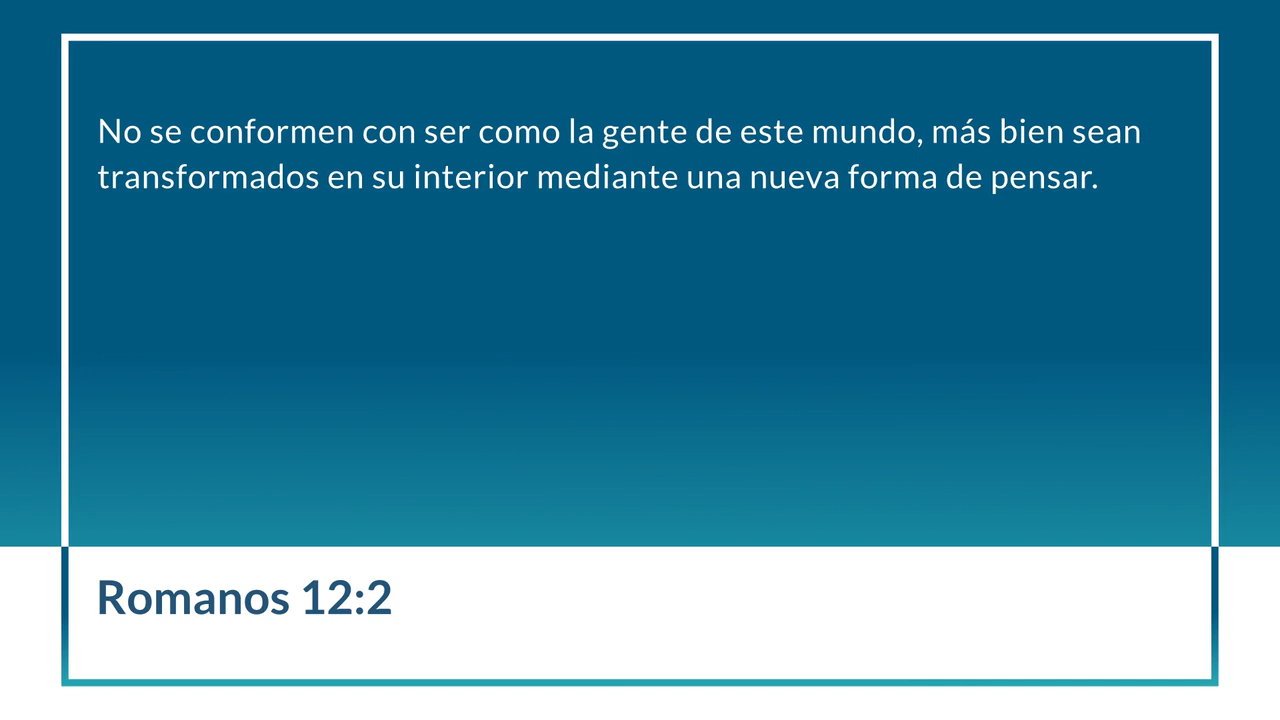 No se conformen con ser como la gente de este mundo, más bien sean
transformados en su interior mediante una nueva forma de pensar.
Romanos 12:2